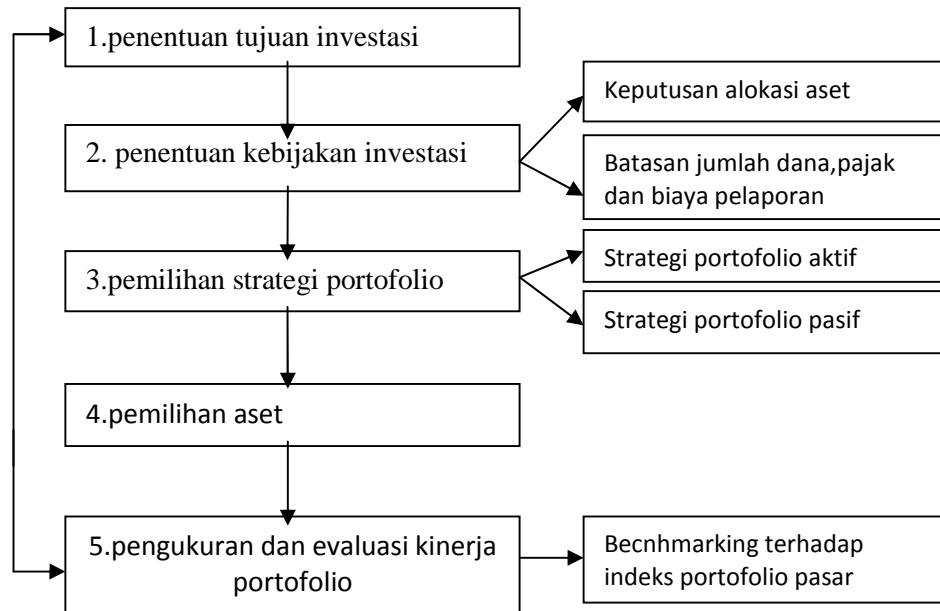 1.penentuan tujuan investasi
Keputusan alokasi aset
2. penentuan kebijakan investasi
Batasan jumlah dana,pajak
dan biaya pelaporan
3.pemilihan strategi portofolio
Strategi portofolio aktif
Strategi portofolio pasif
4.pemilihan aset
5.pengukuran dan evaluasi kinerja
portofolio
Becnhmarking terhadap
indeks portofolio pasar